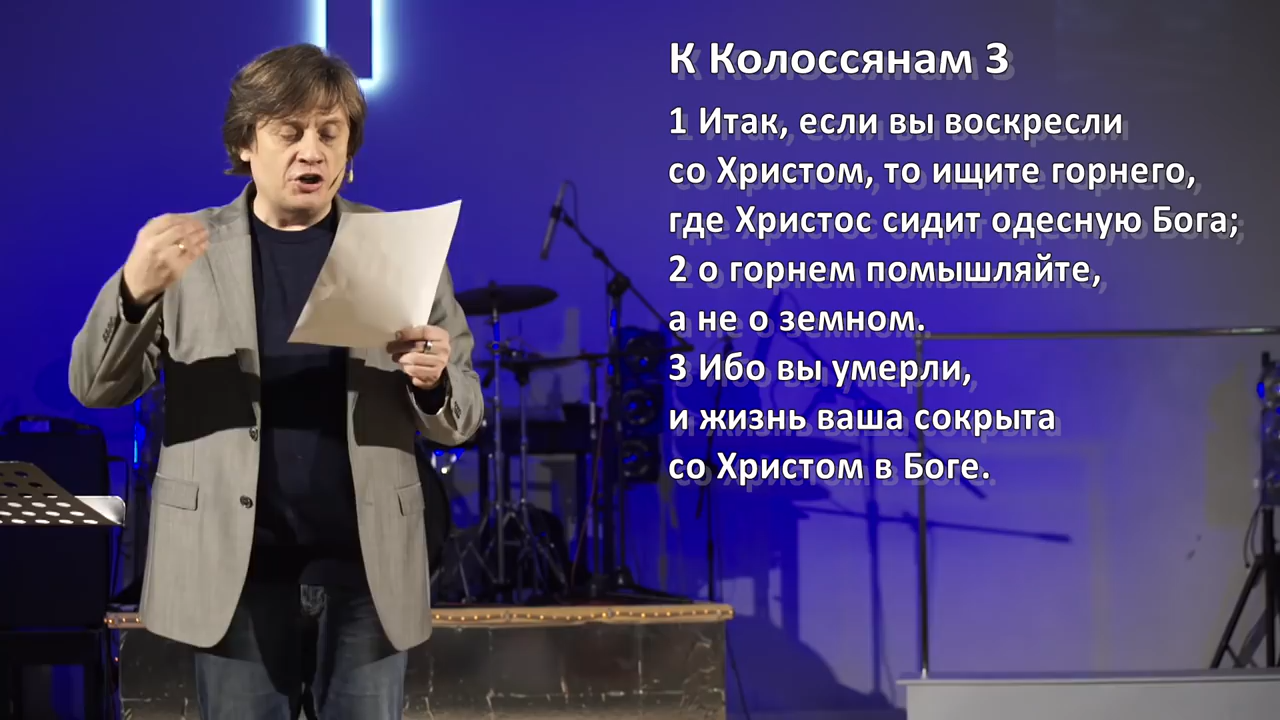 К Колоссянам 3
1 Итак, если вы воскресли
со Христом, то ищите горнего,
где Христос сидит одесную Бога;
2 о горнем помышляйте,
а не о земном.
3 Ибо вы умерли,
и жизнь ваша сокрыта
со Христом в Боге.